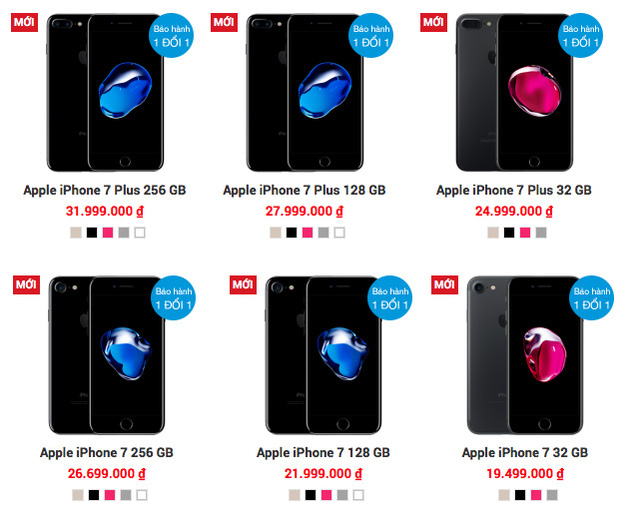 MỚI
Bảo hành
1 ĐỔI 1
MỚI
Bảo hành
1 ĐỔI 1
MỚI
Bảo hành
1 ĐỔI 1
Apple iPhone 7 Plus 256 GB
Apple iPhone 7 Plus 128 GB
Apple iPhone 7 Plus 32 GB
31.999.000 ₫
27.999.000 ₫
24.999.000 ₫
MỚI
Bảo hành
1 ĐỔI 1
MỚI
Bảo hành
1 ĐỔI 1
MỚI
Bảo hành
1 ĐỔI 1
Apple iPhone 7 256 GB
Apple iPhone 7 128 GB
Apple iPhone 7 32 GB
26.699.000 ₫
21.999.000 ₫
19.499.000 ₫